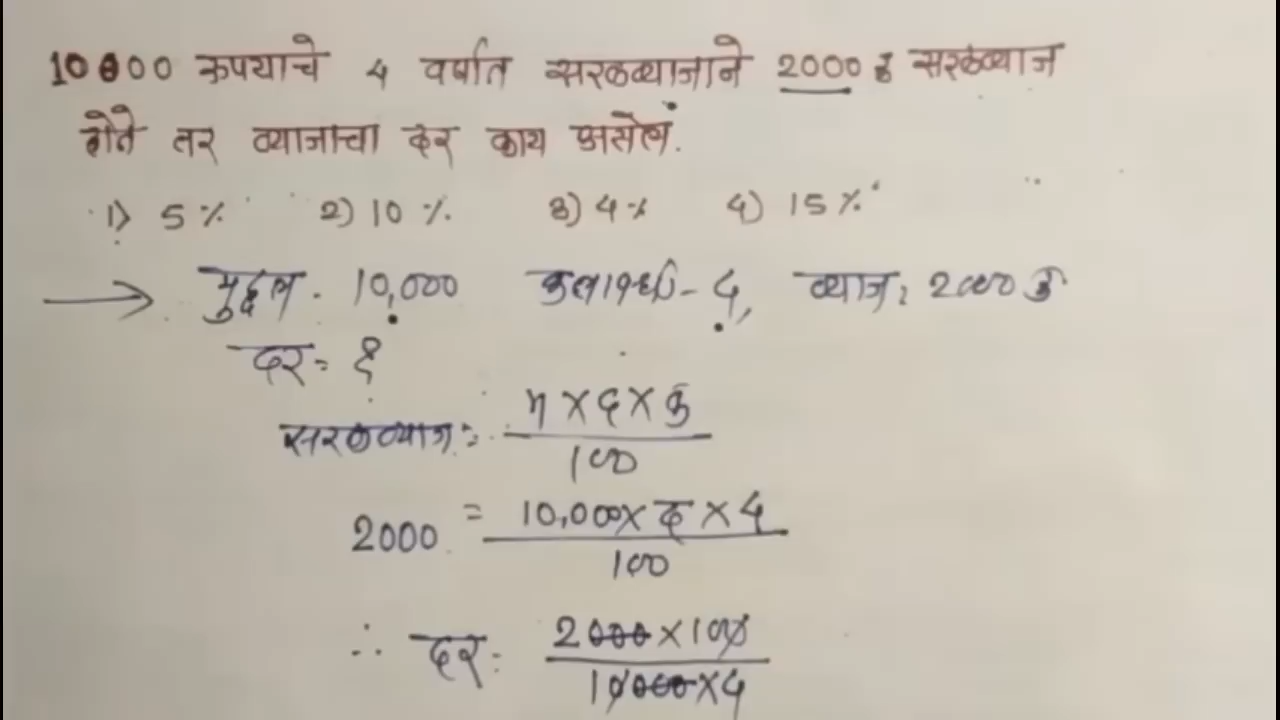 10000 रुपयाचे 4 वर्षात सरळव्याजाने 2000 रु सरळव्याज
होते तर व्याजाचा दर काय असेल.
1) 5% 2) 10% 3) 4% 4) 15%
→ मुद्दल. 10,000 कालावधी - 4, व्याज: 2000 रु
दर = ?
सरळव्याज = म × द × क
100
2000 = 10,000 × द × 4
100
∴ दर = 2000 × 100
10000 × 4